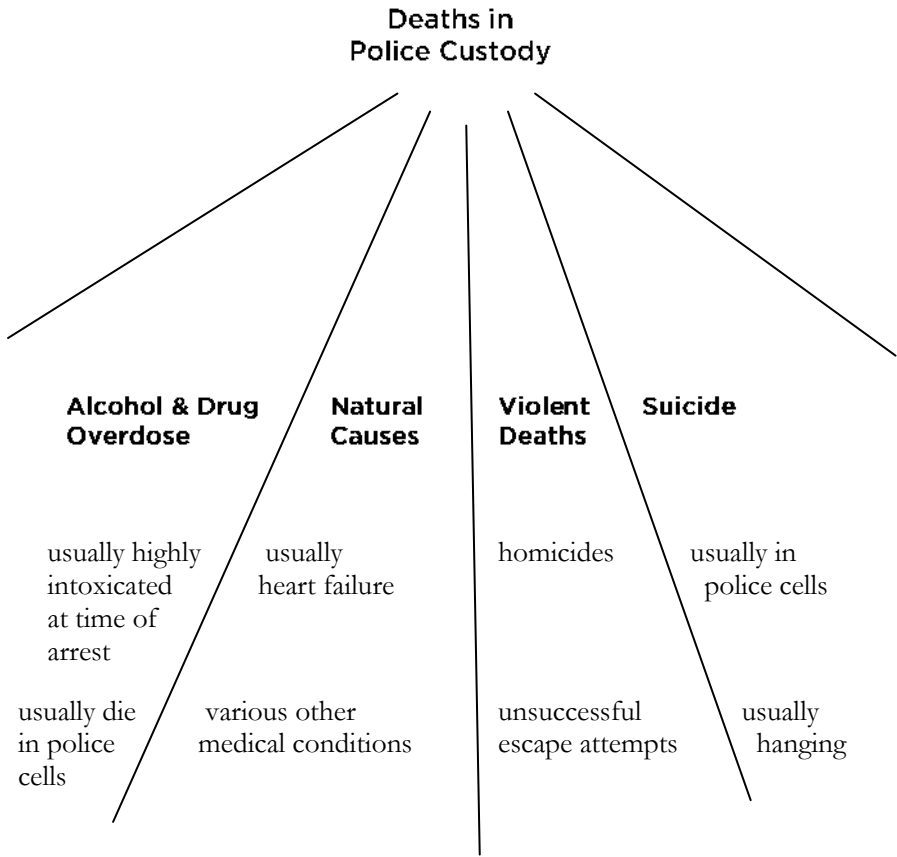 Deaths in
Police Custody
Alcohol & Drug
Overdose
usually highly
intoxicated
at time of
arrest
usually die
in police
cells
Natural
Causes
usually
heart failure
various other
medical conditions
Violent
Deaths
homicides
unsuccessful
escape attempts
Suicide
usually in
police cells
usually
hanging